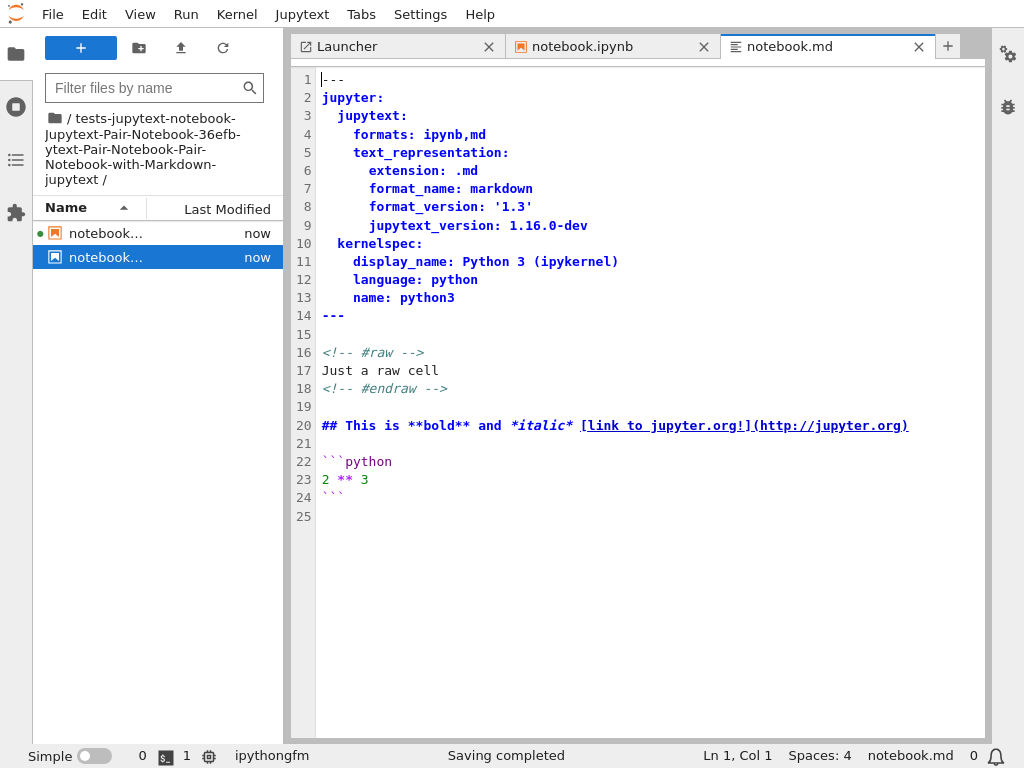 File Edit View Run Kernel Jupytext Tabs Settings Help
Filter files by name
/ tests-jupytext-notebook-
Jupytext-Pair-Notebook-36efb-
ytext-Pair-Notebook-Pair-
Notebook-with-Markdown-
jupytext /
Name Last Modified
notebook... now
notebook... now
Launcher notebook.ipynb notebook.md
1 ---
2 jupyter:
3   jupytext:
4     formats: ipynb,md
5     text_representation:
6       extension: .md
7       format_name: markdown
8       format_version: '1.3'
9       jupytext_version: 1.16.0-dev
10   kernelspec:
11     display_name: Python 3 (ipykernel)
12     language: python
13     name: python3
14 ---
15
16 <!-- #raw -->
17 Just a raw cell
18 <!-- #endraw -->
19
20 ## This is **bold** and *italic* [link to jupyter.org!](http://jupyter.org)
21
22 ```python
23 2 ** 3
24 ```
25
Simple 0 $_ 1 ipythongfm Saving completed Ln 1, Col 1 Spaces: 4 notebook.md 0